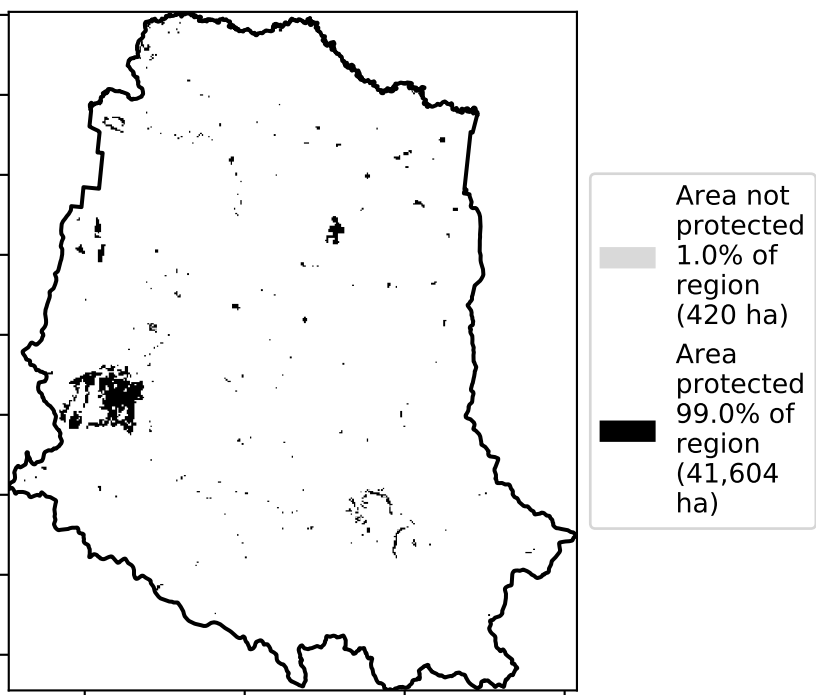 Area not
protected
1.0% of
region
(420 ha)
Area
protected
99.0% of
region
(41,604
ha)